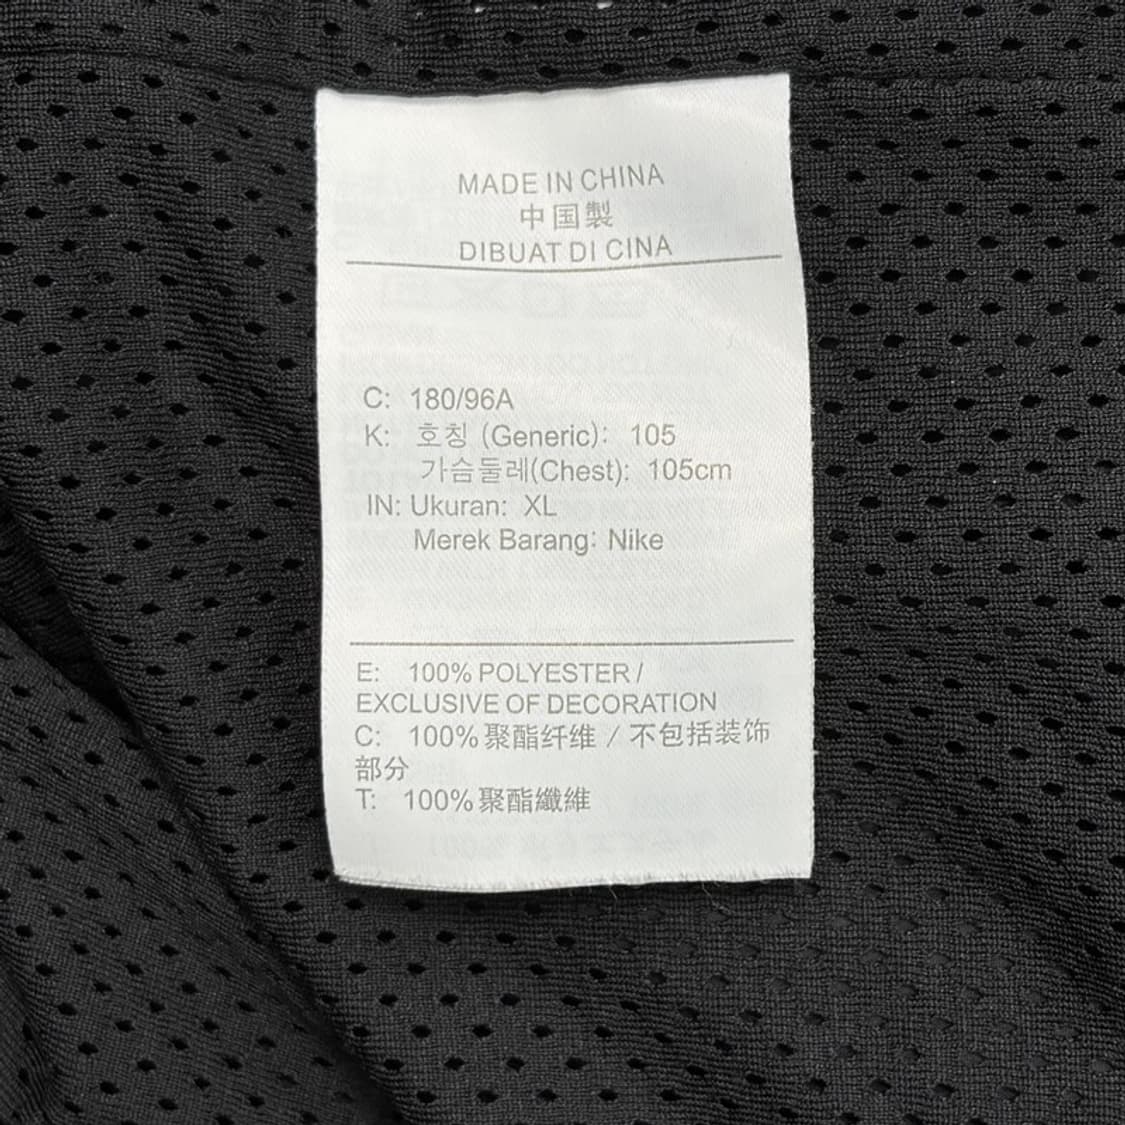 MADE IN CHINA
中国製
DIBUAT DI CINA
C: 180/96A
K: 호칭 (Generic): 105
가슴둘레(Chest): 105cm
IN: Ukuran: XL
Merek Barang: Nike
E: 100% POLYESTER /
EXCLUSIVE OF DECORATION
C: 100% 聚酯纤维 / 不包括装饰
部分
T: 100% 聚酯纖維